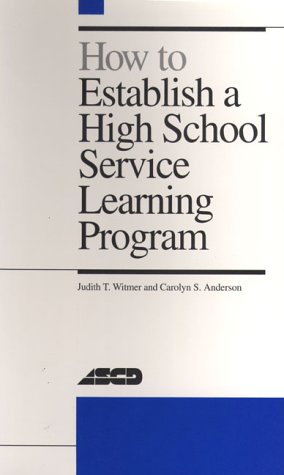 How to
Establish a
High School
Service
Learning
Program
Judith T. Witmer and Carolyn S. Anderson
ASCD